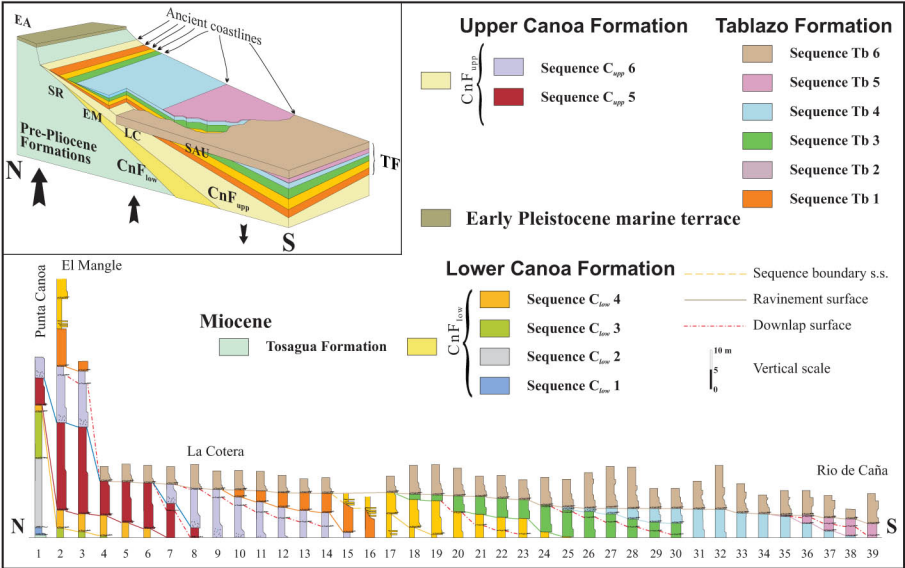 EA
Ancient coastlines
SR
EM
LC
SAU
Pre-Pliocene
Formations
CnF low
CnF upp
TF
N
S
Upper Canoa Formation
CnF upp
Sequence C upp 6
Sequence C upp 5
Early Pleistocene marine terrace
Tablazo Formation
Sequence Tb 6
Sequence Tb 5
Sequence Tb 4
Sequence Tb 3
Sequence Tb 2
Sequence Tb 1
Lower Canoa Formation
CnF low
Sequence C low 4
Sequence C low 3
Sequence C low 2
Sequence C low 1
Miocene
Tosagua Formation
Sequence boundary s.s.
Ravinement surface
Downlap surface
10 m
5
0
Vertical scale
Punta Canoa
El Mangle
La Cotera
Rio de Caña
N
S
1 2 3 4 5 6 7 8 9 10 11 12 13 14 15 16 17 18 19 20 21 22 23 24 25 26 27 28 29 30 31 32 33 34 35 36 37 38 39